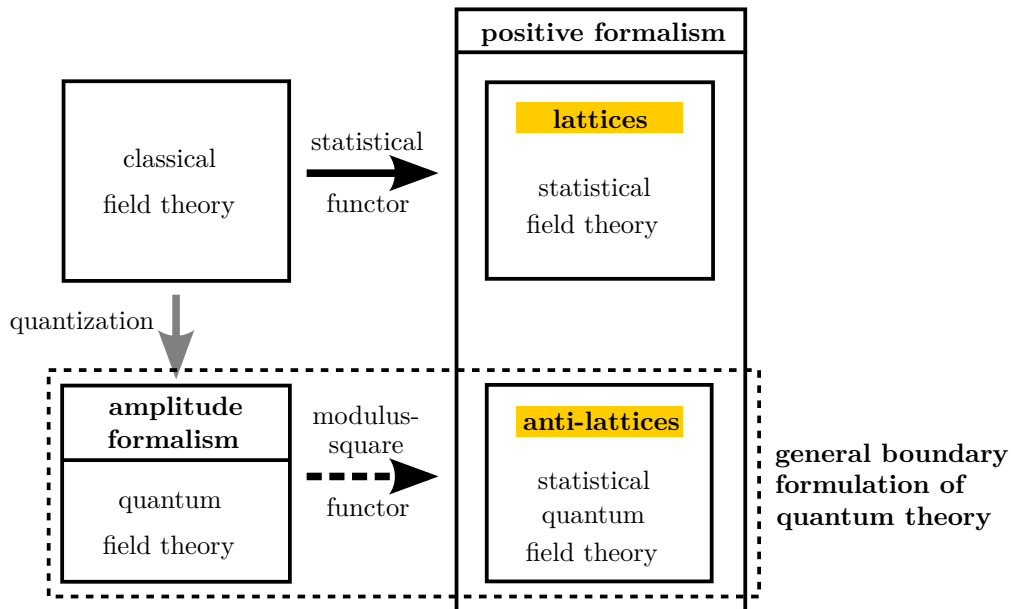 positive formalism
classical
field theory
statistical
functor
lattices
statistical
field theory
quantization
amplitude
formalism
quantum
field theory
modulus-
square
functor
anti-lattices
statistical
quantum
field theory
general boundary
formulation of
quantum theory